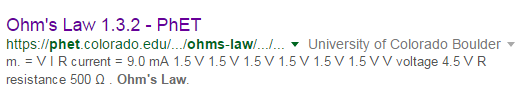 Ohm's Law 1.3.2 - PhET
https://phet.colorado.edu/.../ohms-law/.../... ▼ University of Colorado Boulder ▼
m. = V I R current = 9.0 mA 1.5 V 1.5 V 1.5 V 1.5 V 1.5 V 1.5 V V V voltage 4.5 V R
resistance 500 Ω . Ohm's Law.